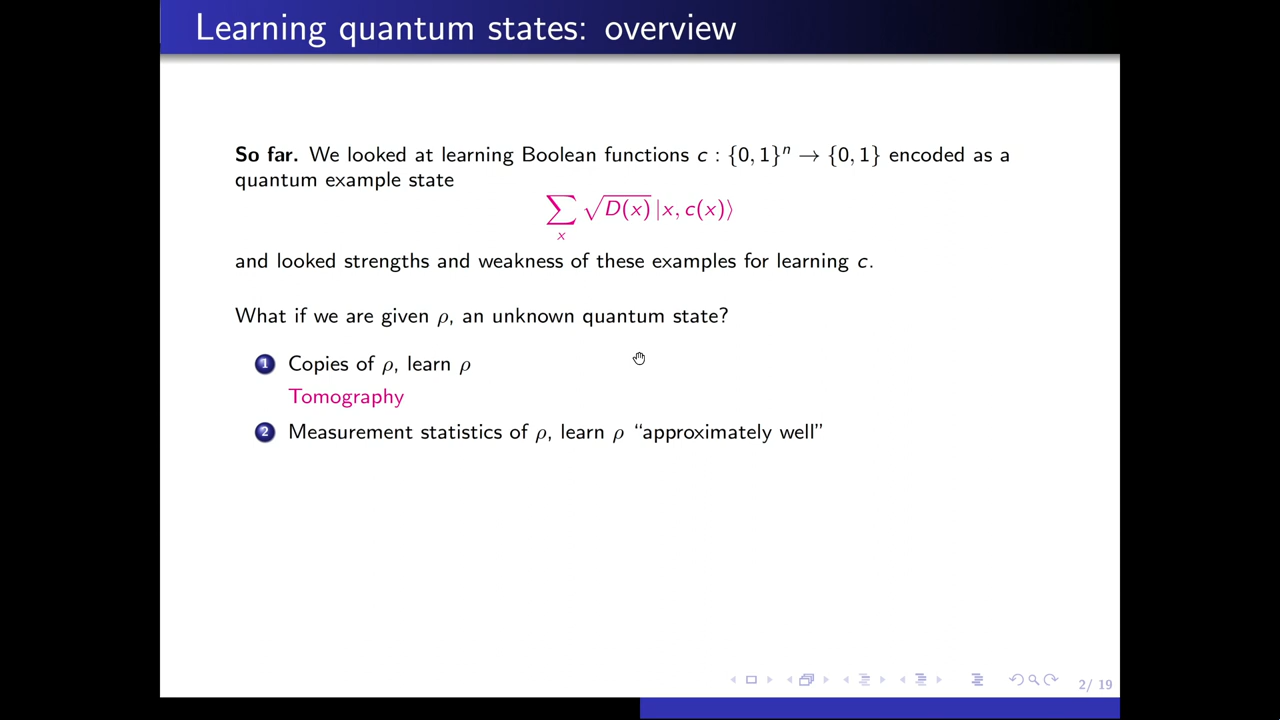 Learning quantum states: overview
So far. We looked at learning Boolean functions c : {0, 1}ⁿ → {0, 1} encoded as a
quantum example state
∑ₓ √D(x) |x, c(x)⟩
and looked strengths and weakness of these examples for learning c.
What if we are given ρ, an unknown quantum state?
1 Copies of ρ, learn ρ
Tomography
2 Measurement statistics of ρ, learn ρ “approximately well”
2/ 19